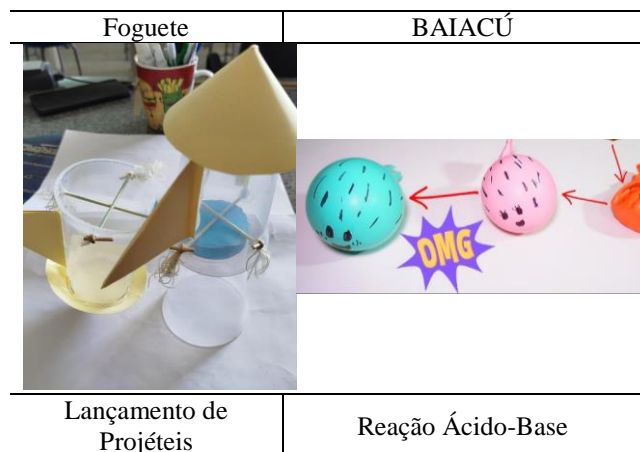 Foguete
BAIACÚ
OMG
Lançamento de
Projéteis
Reação Ácido-Base